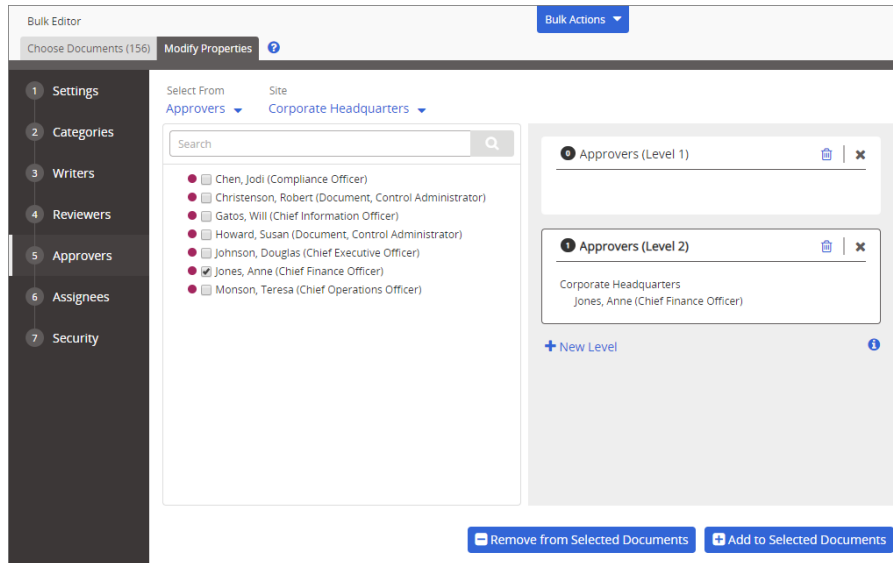 Bulk Editor
Bulk Actions
Choose Documents (156)
Modify Properties
?
1 Settings
2 Categories
3 Writers
4 Reviewers
5 Approvers
6 Assignees
7 Security
Select From
Site
Approvers
Corporate Headquarters
Search
Chen, Jodi (Compliance Officer)
Christenson, Robert (Document, Control Administrator)
Gatos, Will (Chief Information Officer)
Howard, Susan (Document, Control Administrator)
Johnson, Douglas (Chief Executive Officer)
Jones, Anne (Chief Finance Officer)
Monson, Teresa (Chief Operations Officer)
0 Approvers (Level 1)
1 Approvers (Level 2)
Corporate Headquarters
Jones, Anne (Chief Finance Officer)
New Level
Remove from Selected Documents
Add to Selected Documents